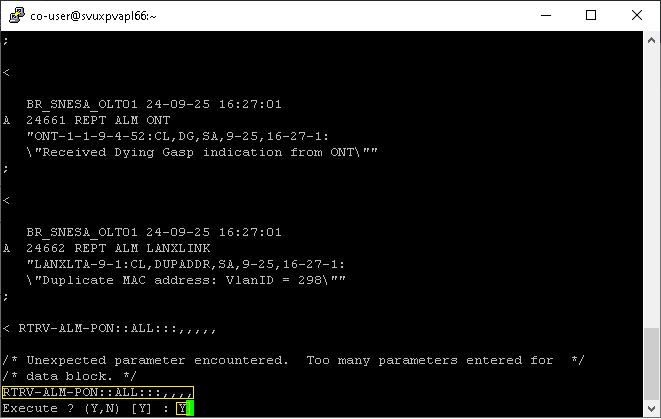 co-user@svuxpvapl66:~
;
<
BR_SNESA_OLT01 24-09-25 16:27:01
A 24661 REPT ALM ONT
"ONT-1-1-9-4-52:CL,DG,SA,9-25,16-27-1:
\"Received Dying Gasp indication from ONT\""
;
<
BR_SNESA_OLT01 24-09-25 16:27:01
A 24662 REPT ALM LANXLINK
"LANXLTA-9-1:CL,DUPADDR,SA,9-25,16-27-1:
\"Duplicate MAC address: VlanID = 298\""
;
< RTRV-ALM-PON::ALL:::,,,,,
/* Unexpected parameter encountered. Too many parameters entered for */
/* data block. */
RTRV-ALM-PON::ALL:::,,,,
Execute ? (Y,N) [Y] : Y